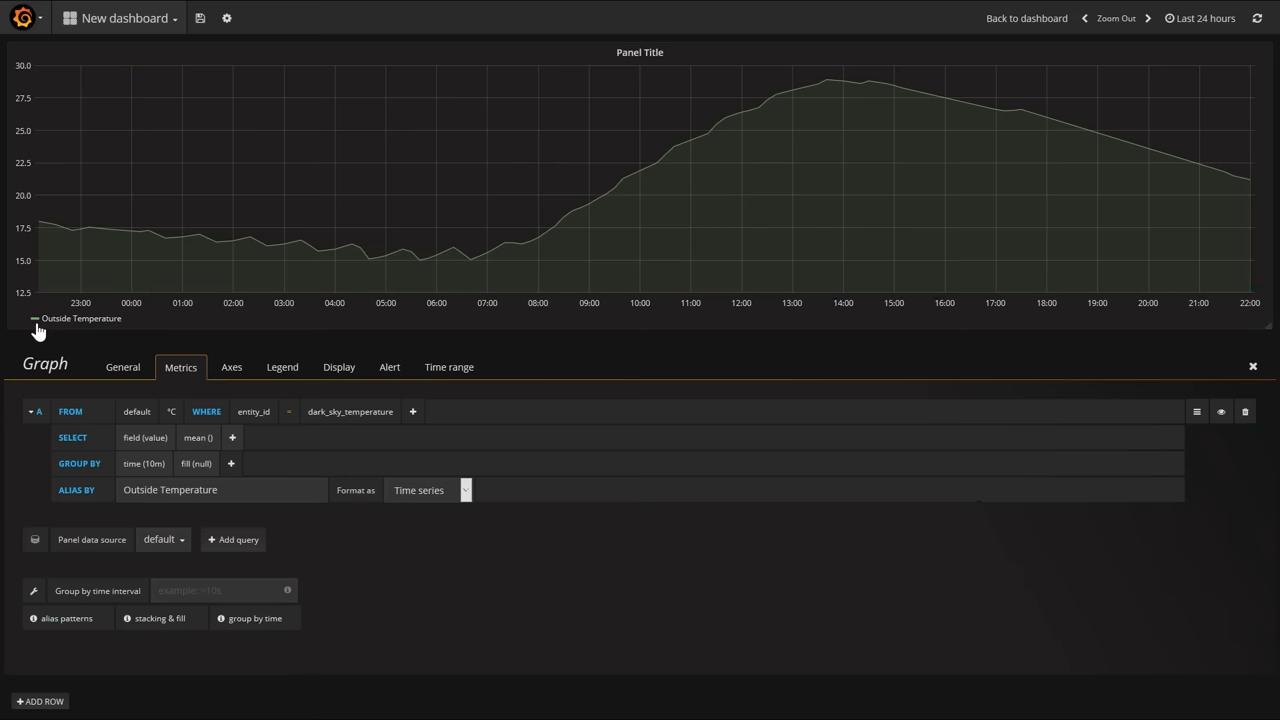 New dashboard
Back to dashboard Zoom Out Last 24 hours
Panel Title
30.0
27.5
25.0
22.5
20.0
17.5
15.0
12.5
23:00 00:00 01:00 02:00 03:00 04:00 05:00 06:00 07:00 08:00 09:00 10:00 11:00 12:00 13:00 14:00 15:00 16:00 17:00 18:00 19:00 20:00 21:00 22:00
Outside Temperature
Graph General Metrics Axes Legend Display Alert Time range
A FROM default °C WHERE entity_id = dark_sky_temperature +
SELECT field (value) mean () +
GROUP BY time (10m) fill (null) +
ALIAS BY Outside Temperature Format as Time series
Panel data source default + Add query
Group by time interval example: >10s
alias patterns stacking & fill group by time
+ ADD ROW